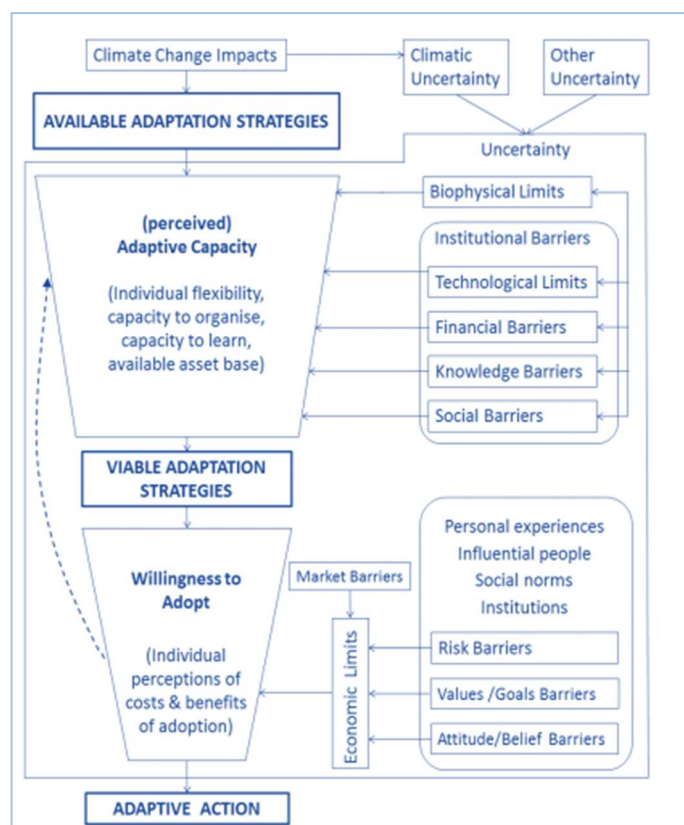 Climate Change Impacts
Climatic
Uncertainty
Other
Uncertainty
AVAILABLE ADAPTATION STRATEGIES
Uncertainty
(perceived)
Adaptive Capacity
(Individual flexibility,
capacity to organise,
capacity to learn,
available asset base)
Biophysical Limits
Institutional Barriers
Technological Limits
Financial Barriers
Knowledge Barriers
Social Barriers
VIABLE ADAPTATION
STRATEGIES
Willingness to
Adopt
(Individual
perceptions of
costs & benefits
of adoption)
Market Barriers
Economic Limits
Personal experiences
Influential people
Social norms
Institutions
Risk Barriers
Values /Goals Barriers
Attitude/Belief Barriers
ADAPTIVE ACTION